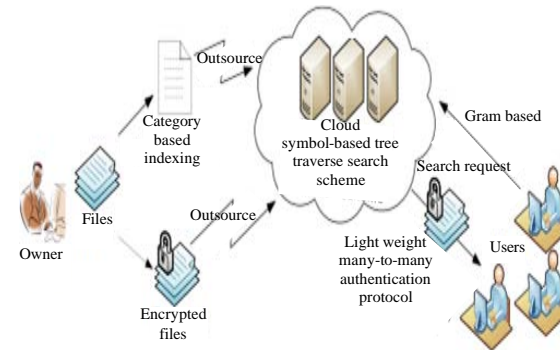 Outsource
Category
based
indexing
Files
Owner
Outsource
Encrypted
files
Cloud
symbol-based tree
traverse search
scheme
Gram based
Search request
Light weight
many-to-many
authentication
protocol
Users